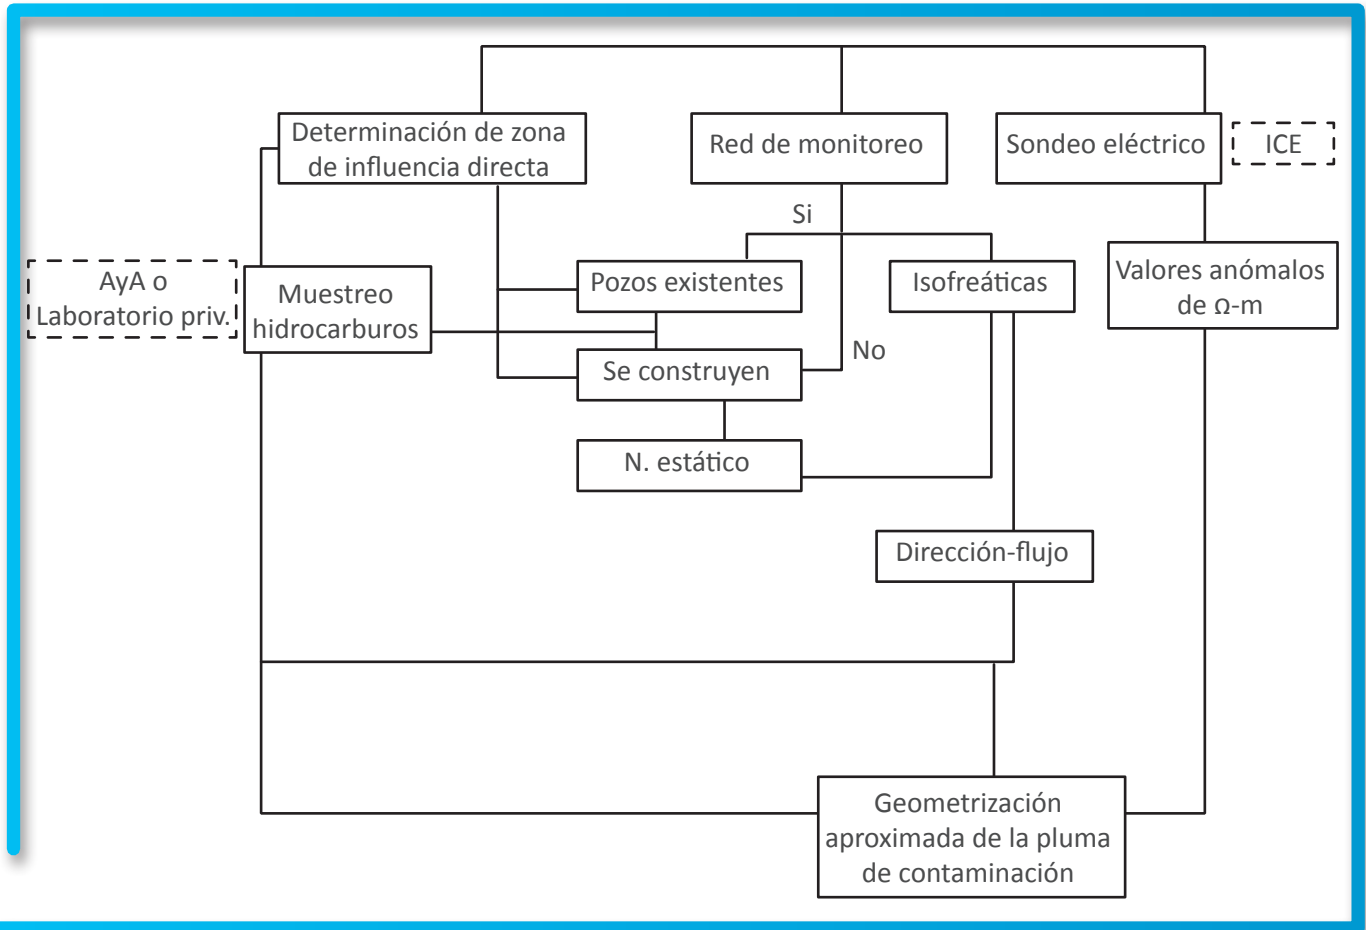 Determinación de zona
de influencia directa
Red de monitoreo
Sondeo eléctrico
ICE
Si
AyA o
Laboratorio priv.
Muestreo
hidrocarburos
Pozos existentes
Isofreáticas
Valores anómalos
de Ω-m
No
Se construyen
N. estático
Dirección-flujo
Geometrización
aproximada de la pluma
de contaminación